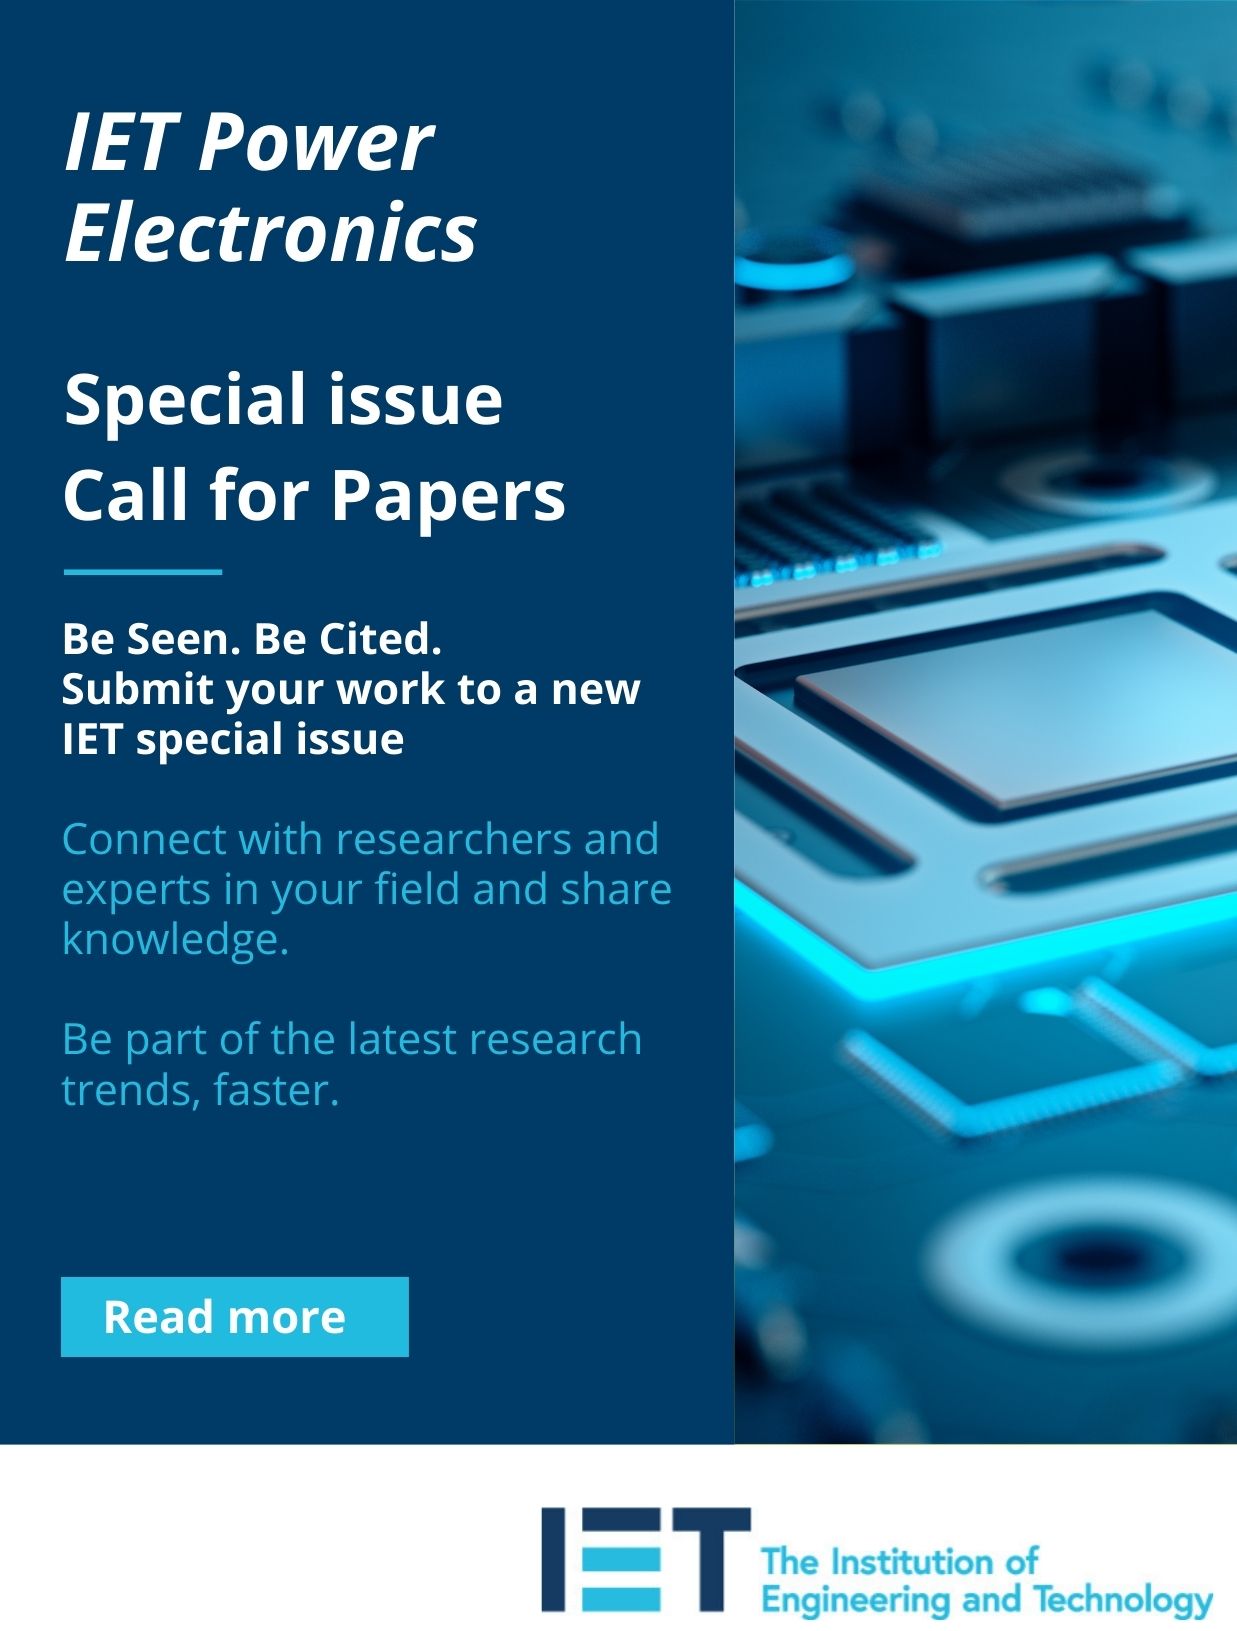 IET Power
Electronics
Special issue
Call for Papers
Be Seen. Be Cited.
Submit your work to a new
IET special issue
Connect with researchers and
experts in your field and share
knowledge.
Be part of the latest research
trends, faster.
Read more
IET
The Institution of
Engineering and Technology